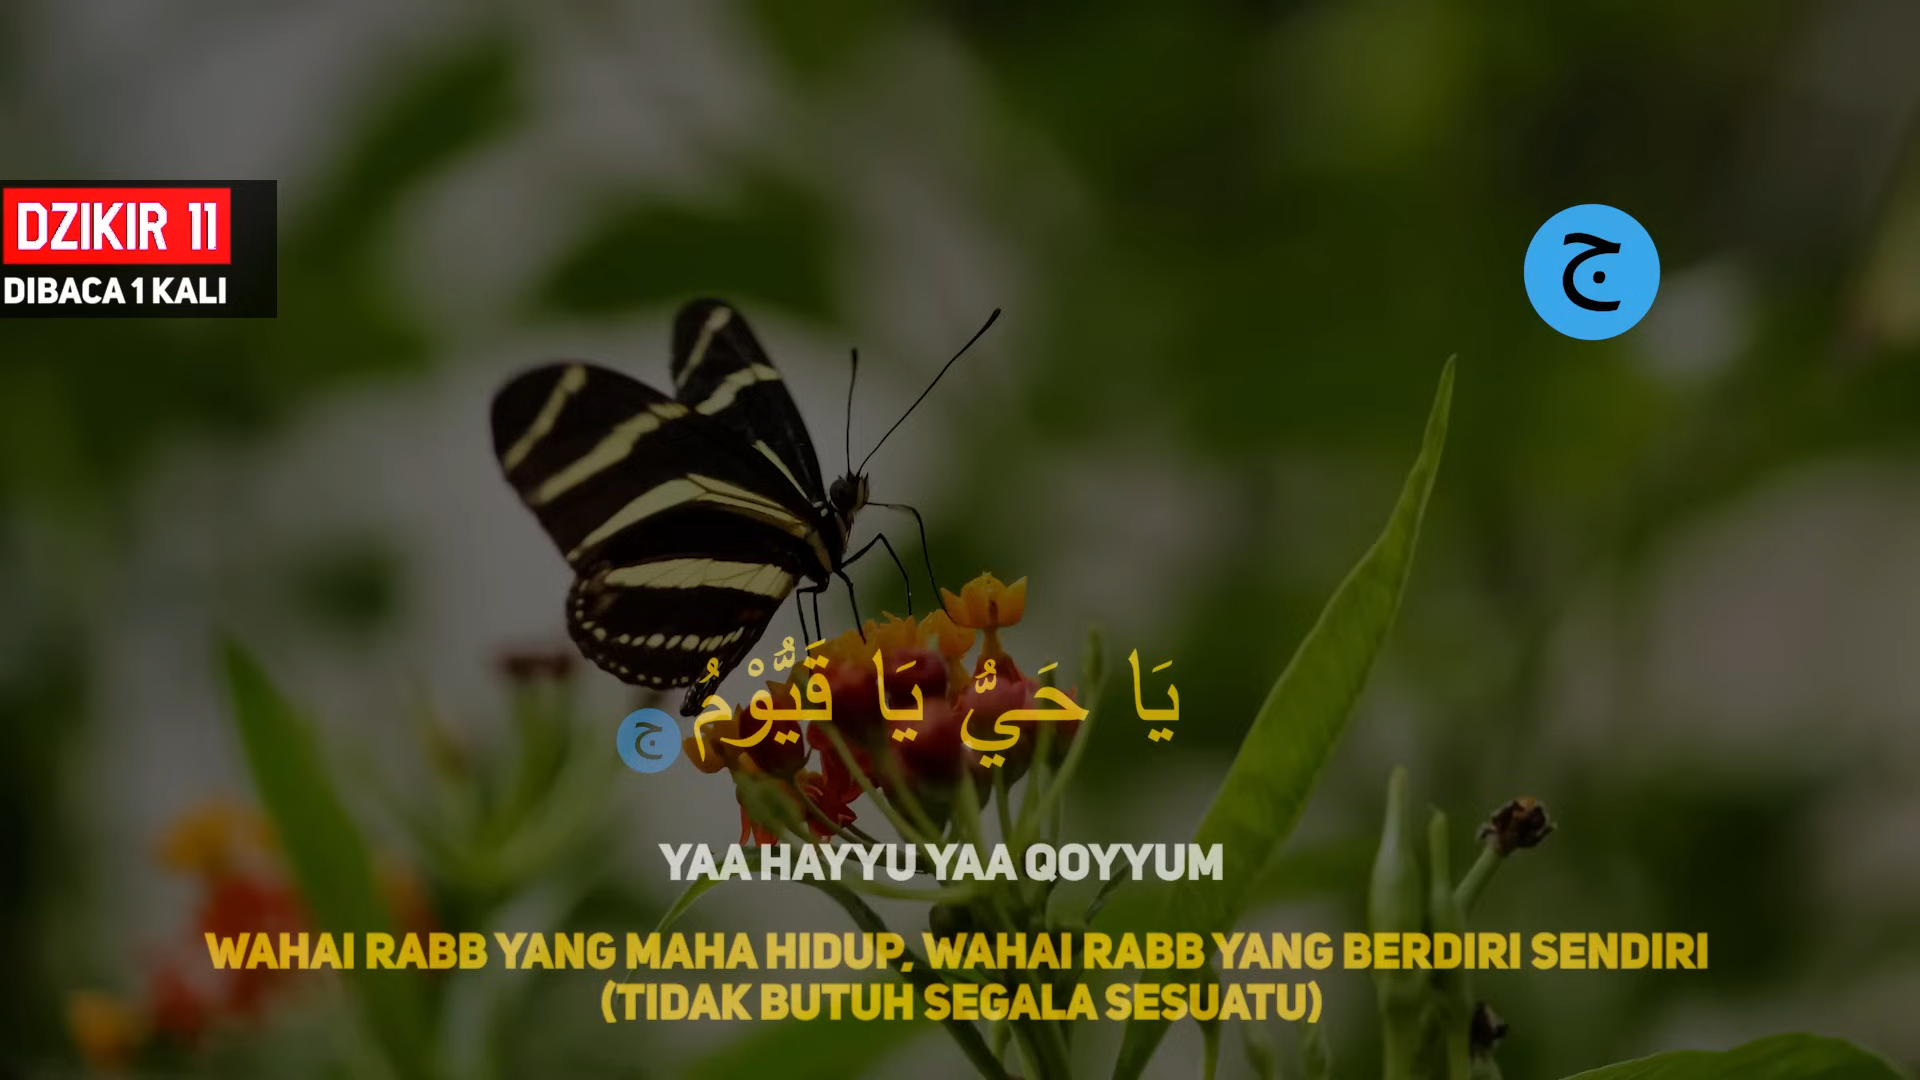 DZIKIR 11
DIBACA 1 KALI
ج
يَا حَيُّ يَا قَيُّوْمُ ج
YAA HAYYU YAA QOYYUM
WAHAI RABB YANG MAHA HIDUP, WAHAI RABB YANG BERDIRI SENDIRI
(TIDAK BUTUH SEGALA SESUATU)